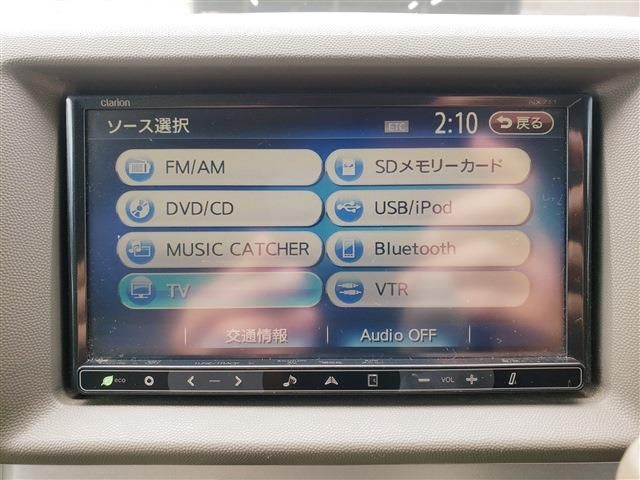 clarion NX711
ソース選択 ETC 2:10 戻る
FM/AM SDメモリーカード
DVD/CD USB/iPod
MUSIC CATCHER Bluetooth
TV VTR
交通情報 Audio OFF
eco VOL